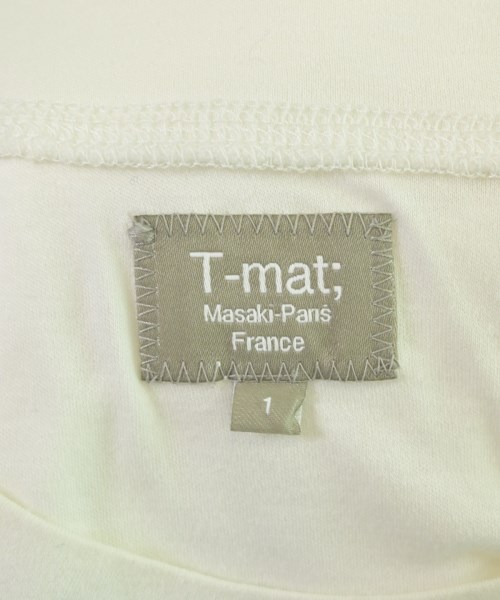 T-mat;
Masaki-Paris
France
1